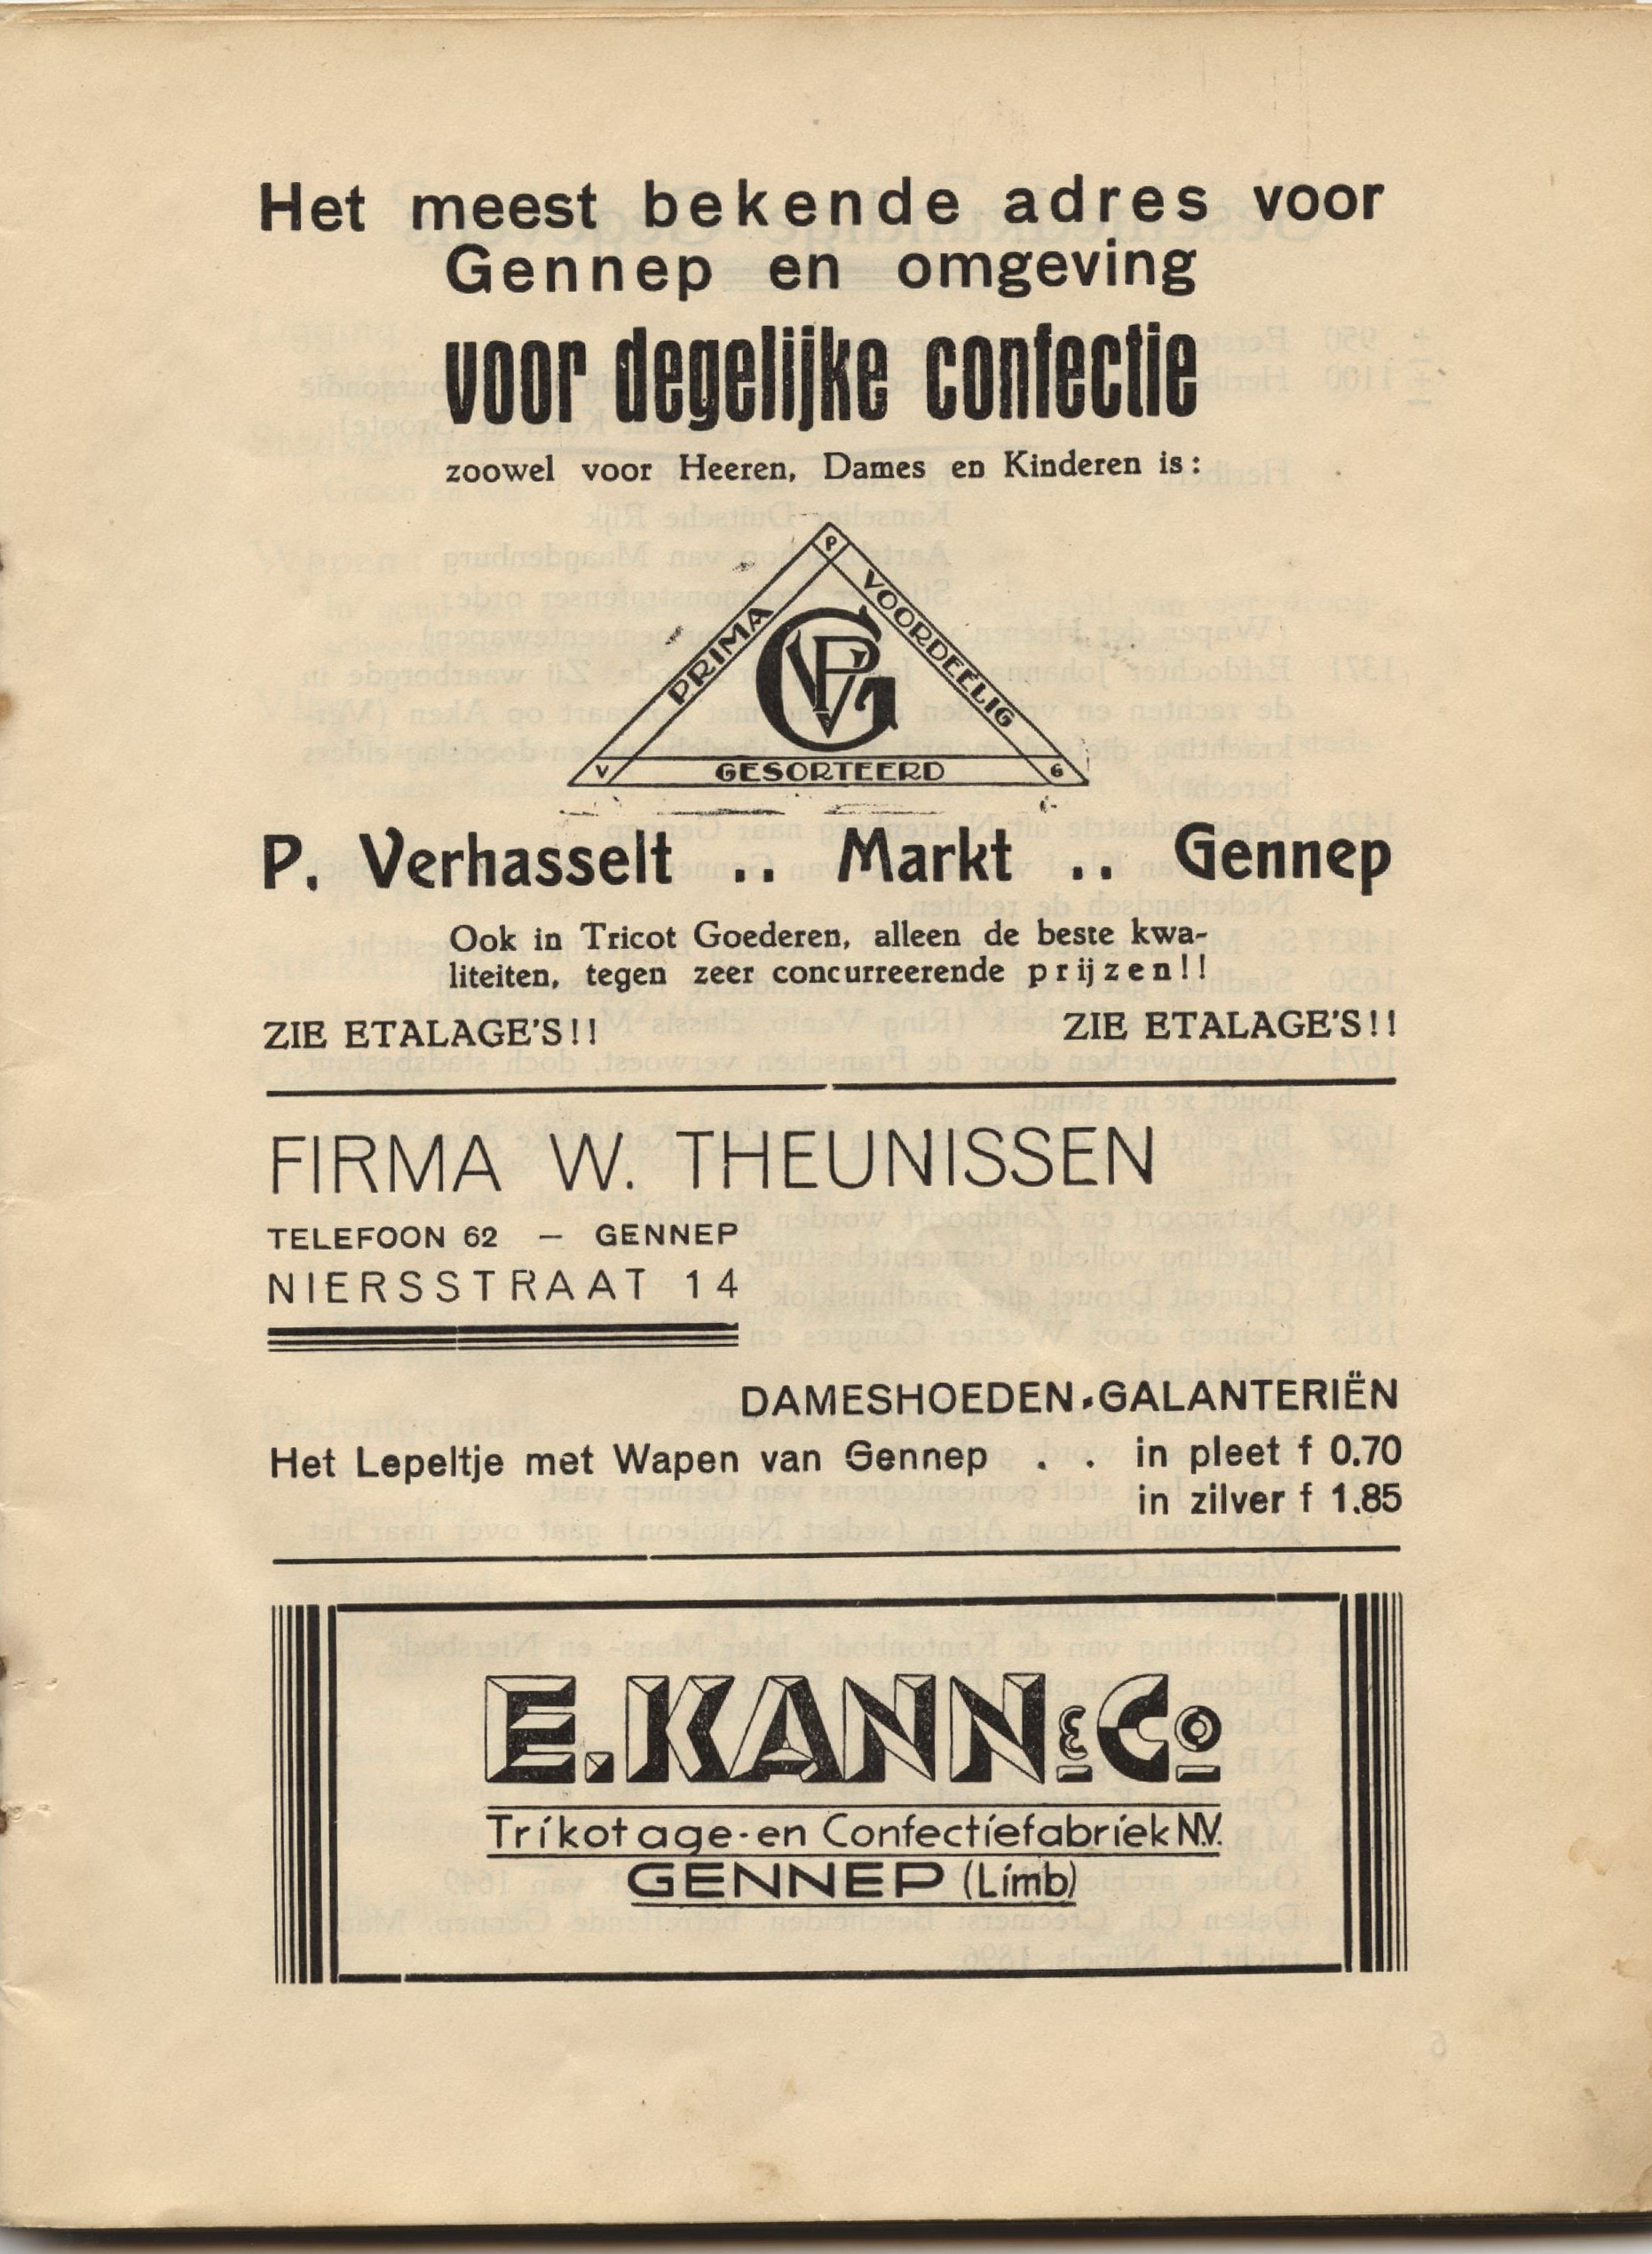 Het meest bekende adres voor
Gennep en omgeving
voor degelijke confectie
zoowel voor Heeren, Dames en Kinderen is:
P
PRIMA
VOORDEELIG
GPV
V
GESORTEERD
G
P. Verhasselt .. Markt .. Gennep
Ook in Tricot Goederen, alleen de beste kwa-
liteiten, tegen zeer concurreerende prijzen!!
ZIE ETALAGE'S!! ZIE ETALAGE'S!!
FIRMA W. THEUNISSEN
TELEFOON 62 — GENNEP
NIERSSTRAAT 14
DAMESHOEDEN-GALANTERIËN
Het Lepeltje met Wapen van Gennep . . in pleet f 0.70
in zilver f 1.85
E. KANN & Co
Trikotage-en Confectiefabriek N.V.
GENNEP (Limb)